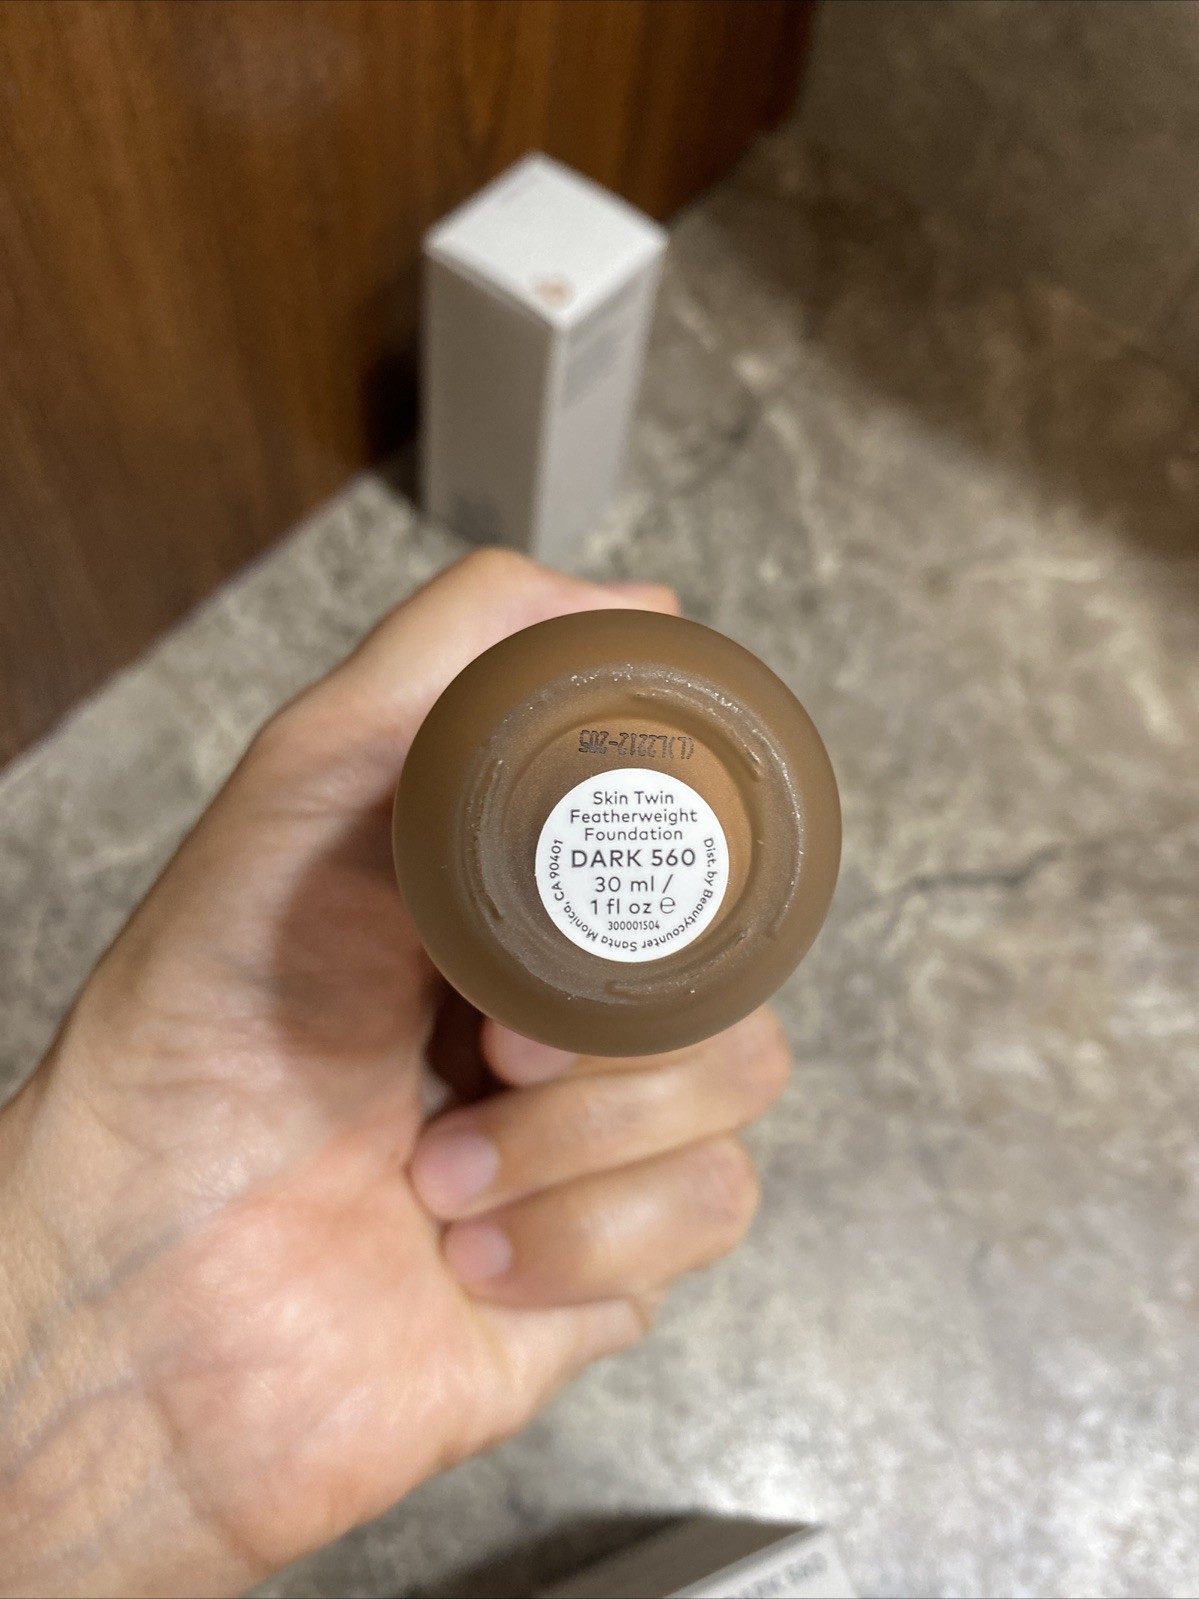 (L)L2212-205
Skin Twin
Featherweight
Foundation
DARK 560
30 ml /
1 fl oz ℮
300001504
Dist. by Beautycounter Santa Monica, CA 90401